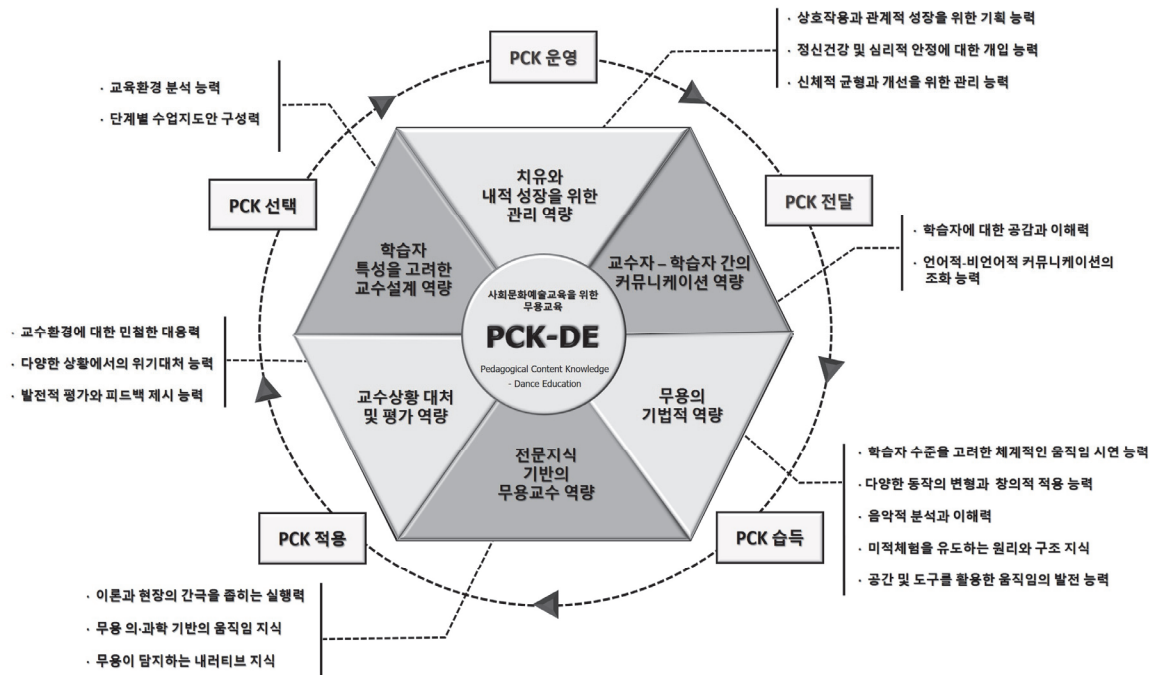 · 상호작용과 관계적 성장을 위한 기획 능력
· 정신건강 및 심리적 안정에 대한 개입 능력
· 신체적 균형과 개선을 위한 관리 능력
PCK 운영
· 교육환경 분석 능력
· 단계별 수업지도안 구성력
PCK 선택
PCK 전달
치유와
내적 성장을 위한
관리 역량
학습자
특성을 고려한
교수설계 역량
교수자 – 학습자 간의
커뮤니케이션 역량
· 학습자에 대한 공감과 이해력
· 언어적-비언어적 커뮤니케이션의
조화 능력
사회문화예술교육을 위한
무용교육
PCK-DE
Pedagogical Content Knowledge
- Dance Education
· 교수환경에 대한 민첩한 대응력
· 다양한 상황에서의 위기대처 능력
· 발전적 평가와 피드백 제시 능력
교수상황 대처
및 평가 역량
무용의
기법적 역량
전문지식
기반의
무용교수 역량
· 학습자 수준을 고려한 체계적인 움직임 시연 능력
· 다양한 동작의 변형과 창의적 적용 능력
· 음악적 분석과 이해력
· 미적체험을 유도하는 원리와 구조 지식
· 공간 및 도구를 활용한 움직임의 발전 능력
PCK 적용
PCK 습득
· 이론과 현장의 간극을 좁히는 실행력
· 무용 의·과학 기반의 움직임 지식
· 무용이 담지하는 내러티브 지식